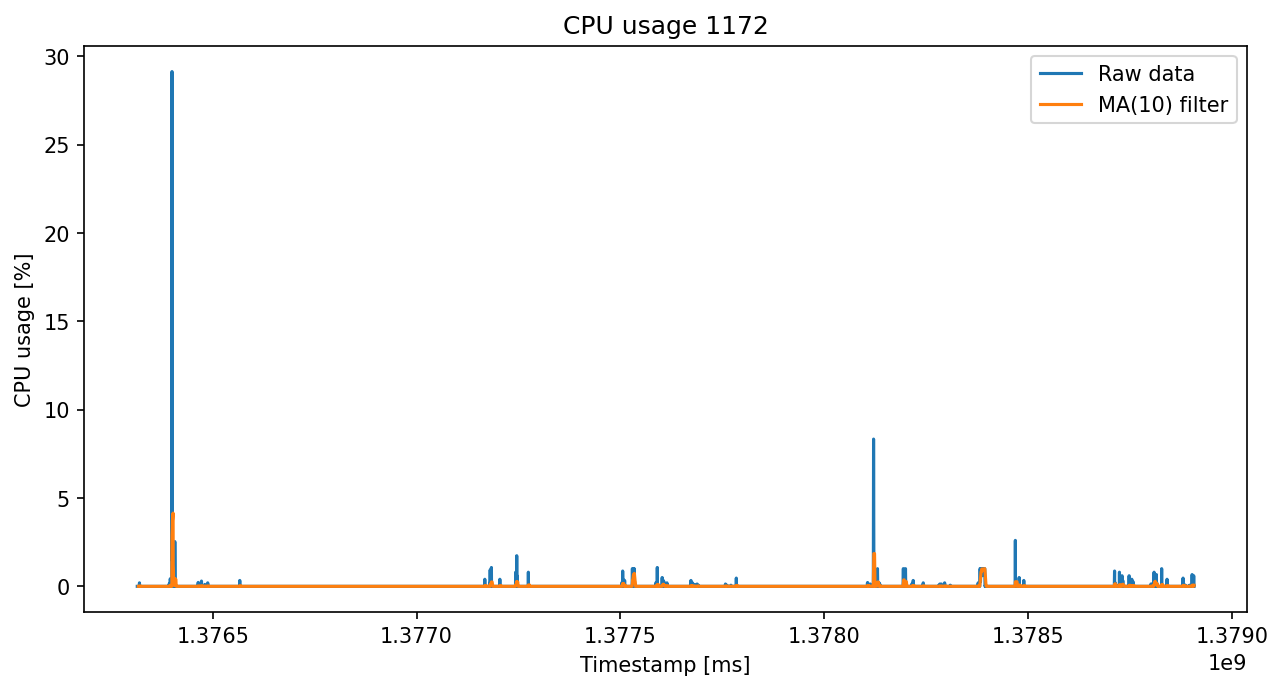 CPU usage 1172
30
25
20
15
10
5
0
CPU usage [%]
Raw data
MA(10) filter
1.3765 1.3770 1.3775 1.3780 1.3785 1.3790
1e9
Timestamp [ms]